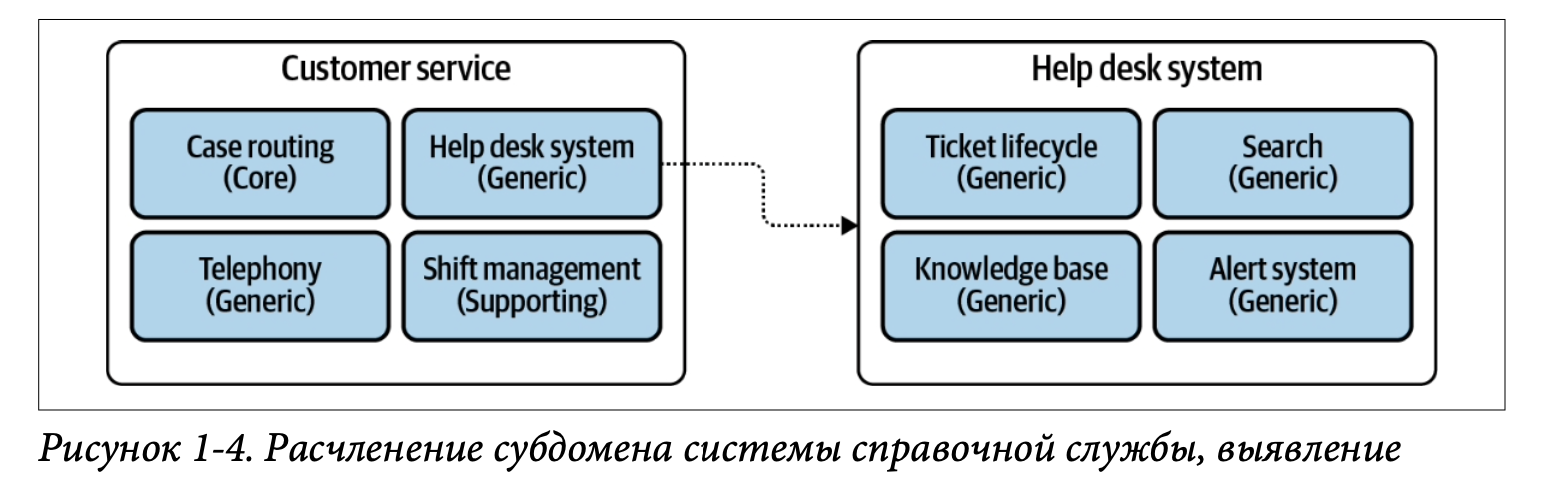 Customer service
Case routing
(Core)
Help desk system
(Generic)
Telephony
(Generic)
Shift management
(Supporting)
Help desk system
Ticket lifecycle
(Generic)
Search
(Generic)
Knowledge base
(Generic)
Alert system
(Generic)
Рисунок 1-4. Расчленение субдомена системы справочной службы, выявление